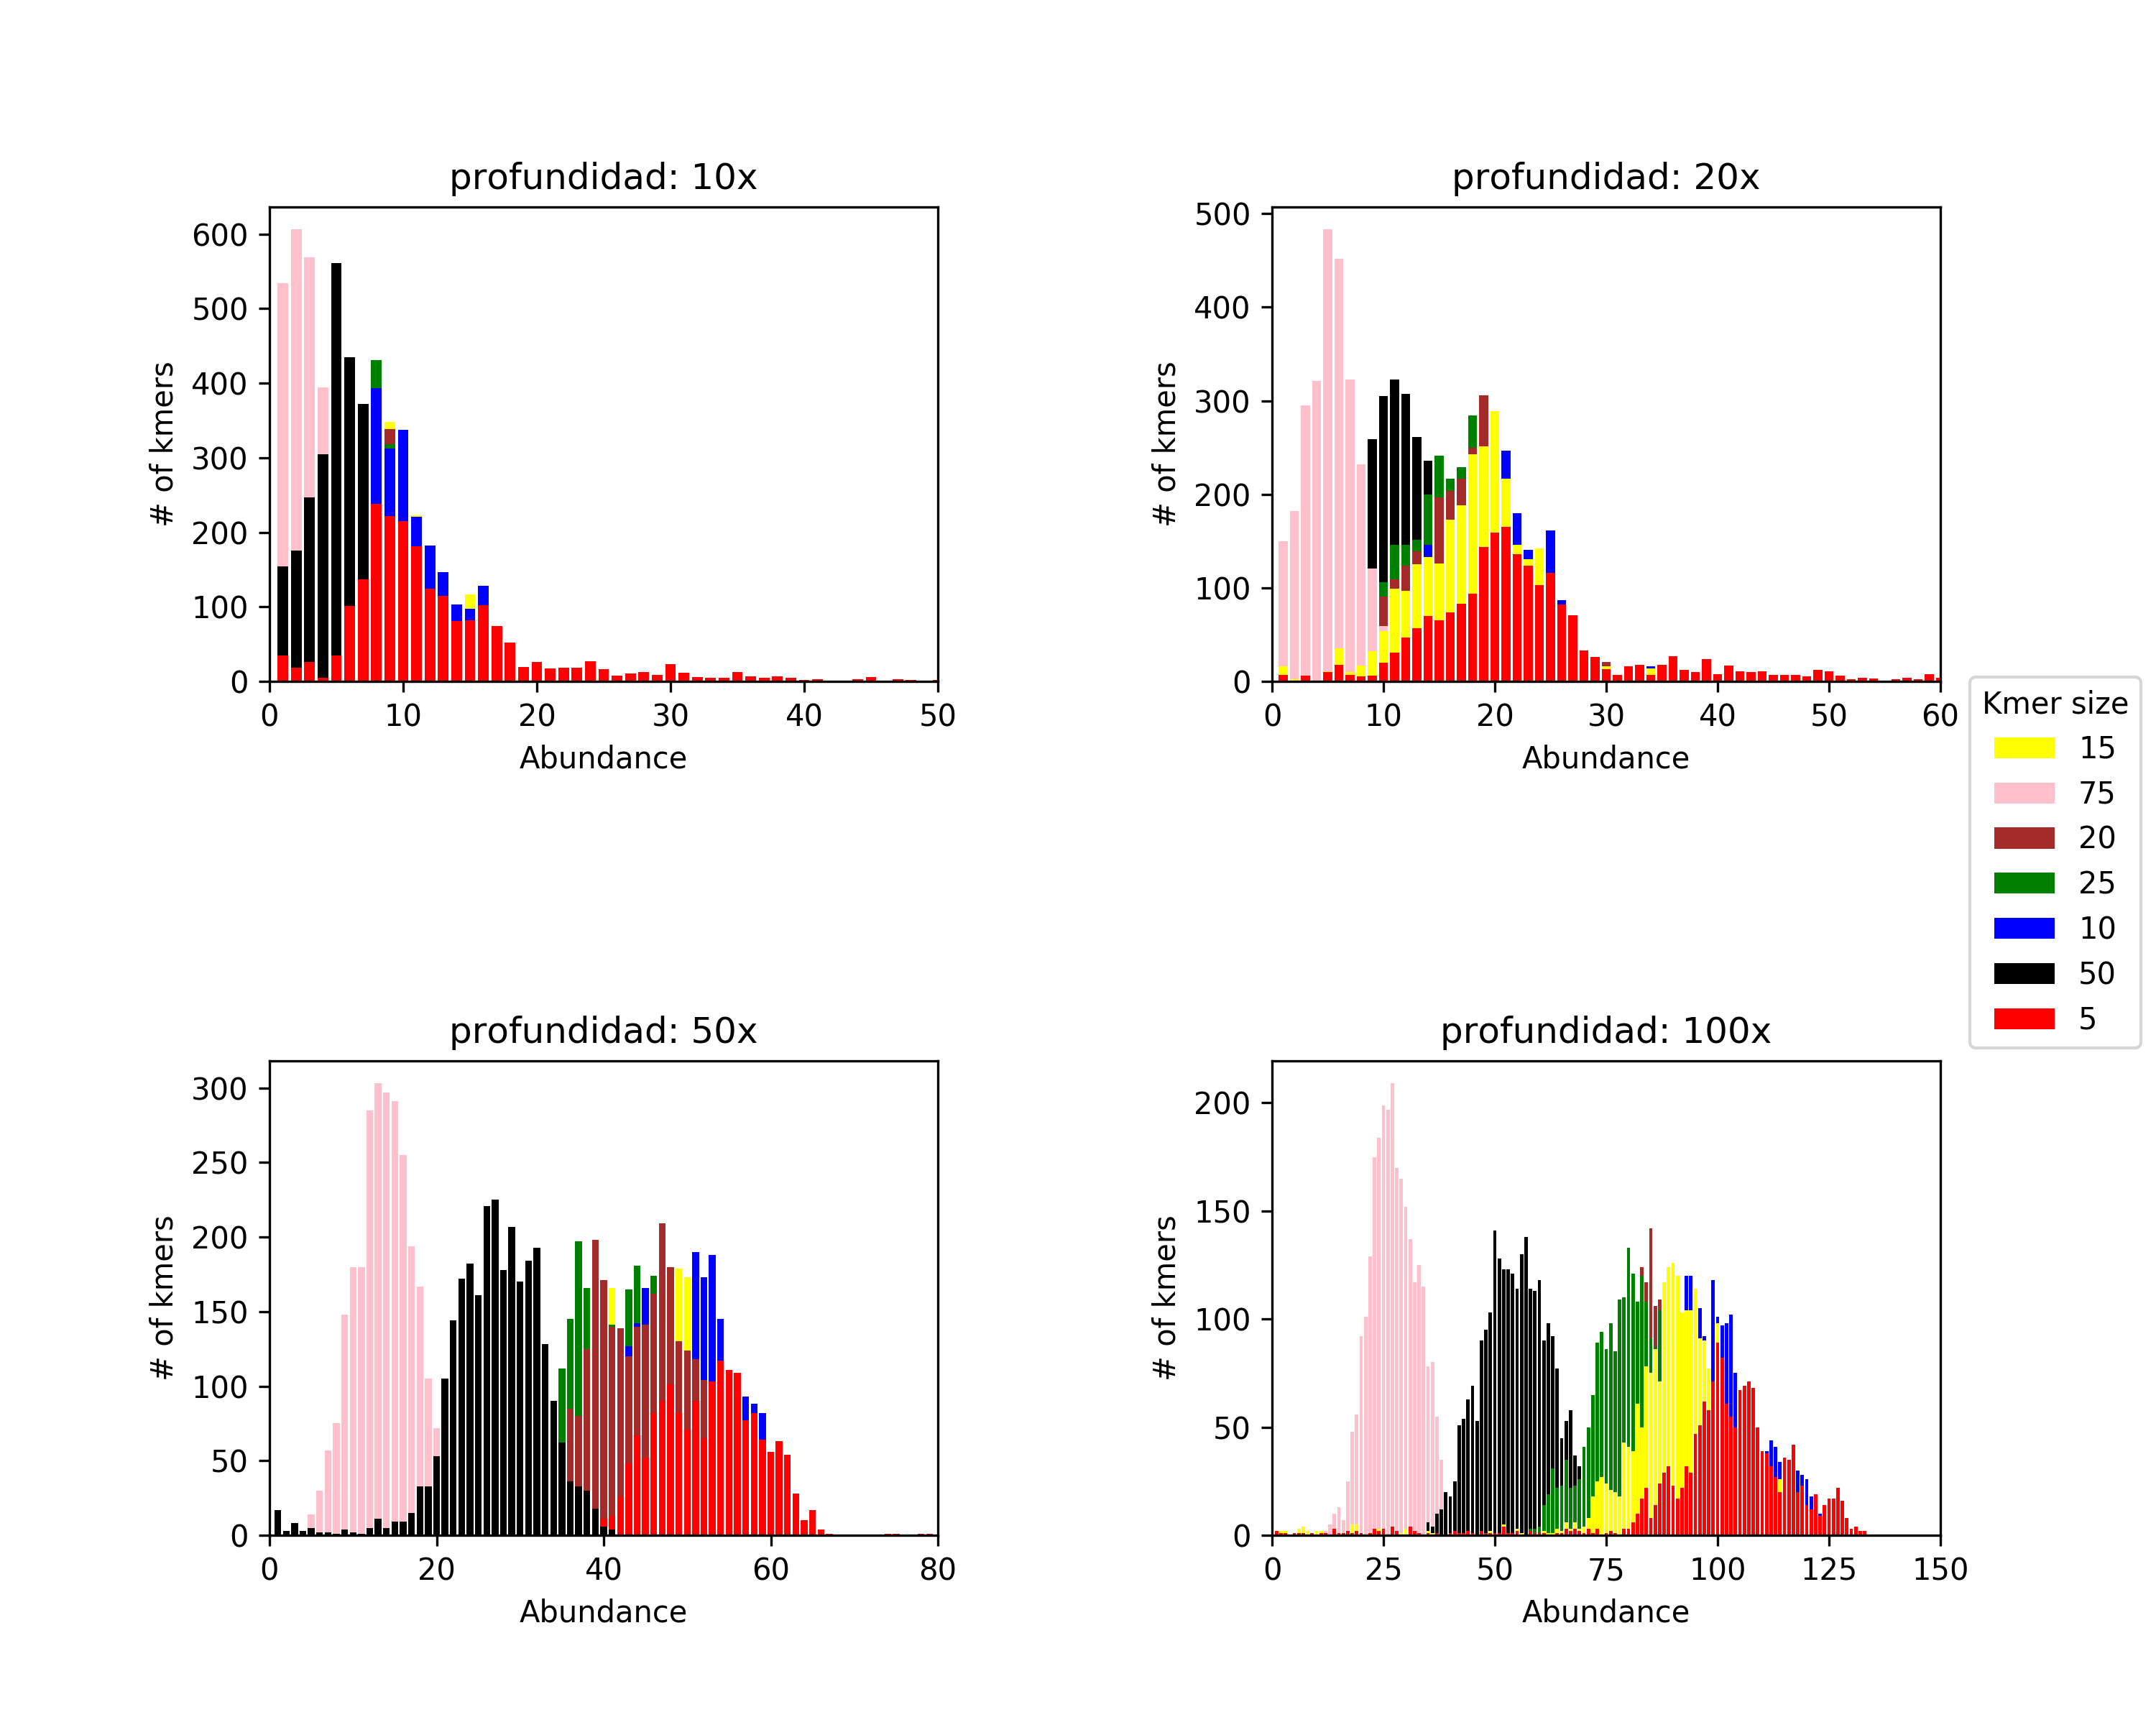 profundidad: 10x
# of kmers
600
500
400
300
200
100
0
0 10 20 30 40 50
Abundance
profundidad: 20x
# of kmers
500
400
300
200
100
0
0 10 20 30 40 50 60
Abundance
Kmer size
15
75
20
25
10
50
5
profundidad: 50x
# of kmers
300
250
200
150
100
50
0
0 20 40 60 80
Abundance
profundidad: 100x
# of kmers
200
150
100
50
0
0 25 50 75 100 125 150
Abundance